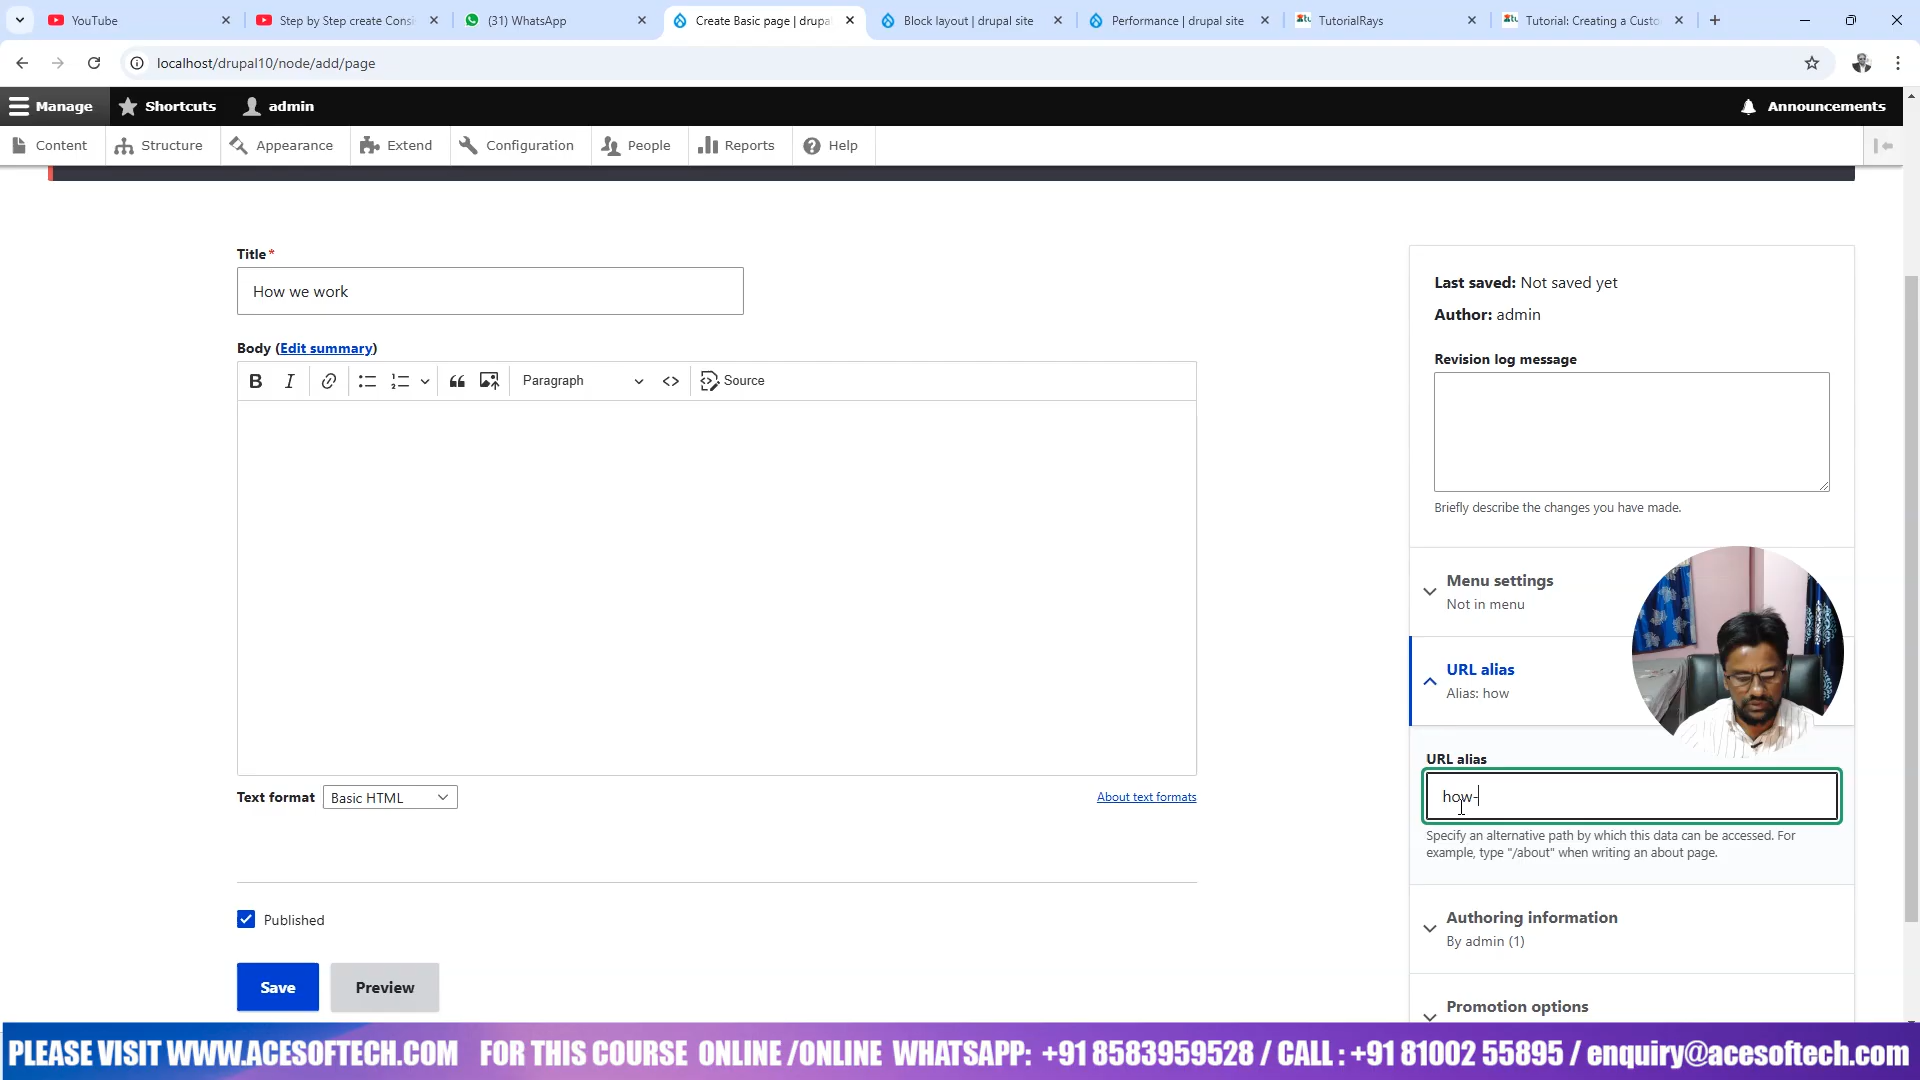 YouTube
Step by Step create Consi
(31) WhatsApp
Create Basic page | drupa
Block layout | drupal site
Performance | drupal site
TutorialRays
Tutorial: Creating a Custo
localhost/drupal10/node/add/page
Manage
Shortcuts
admin
Announcements
Content
Structure
Appearance
Extend
Configuration
People
Reports
Help
Title*
How we work
Body (Edit summary)
B I Paragraph <> Source
Text format Basic HTML
About text formats
Published
Save
Preview
Last saved: Not saved yet
Author: admin
Revision log message
Briefly describe the changes you have made.
Menu settings
Not in menu
URL alias
Alias: how
URL alias
how-
Specify an alternative path by which this data can be accessed. For
example, type "/about" when writing an about page.
Authoring information
By admin (1)
Promotion options
PLEASE VISIT WWW.ACESOFTECH.COM FOR THIS COURSE ONLINE /ONLINE WHATSAPP: +91 8583959528 / CALL : +91 81002 55895 / enquiry@acesoftech.com